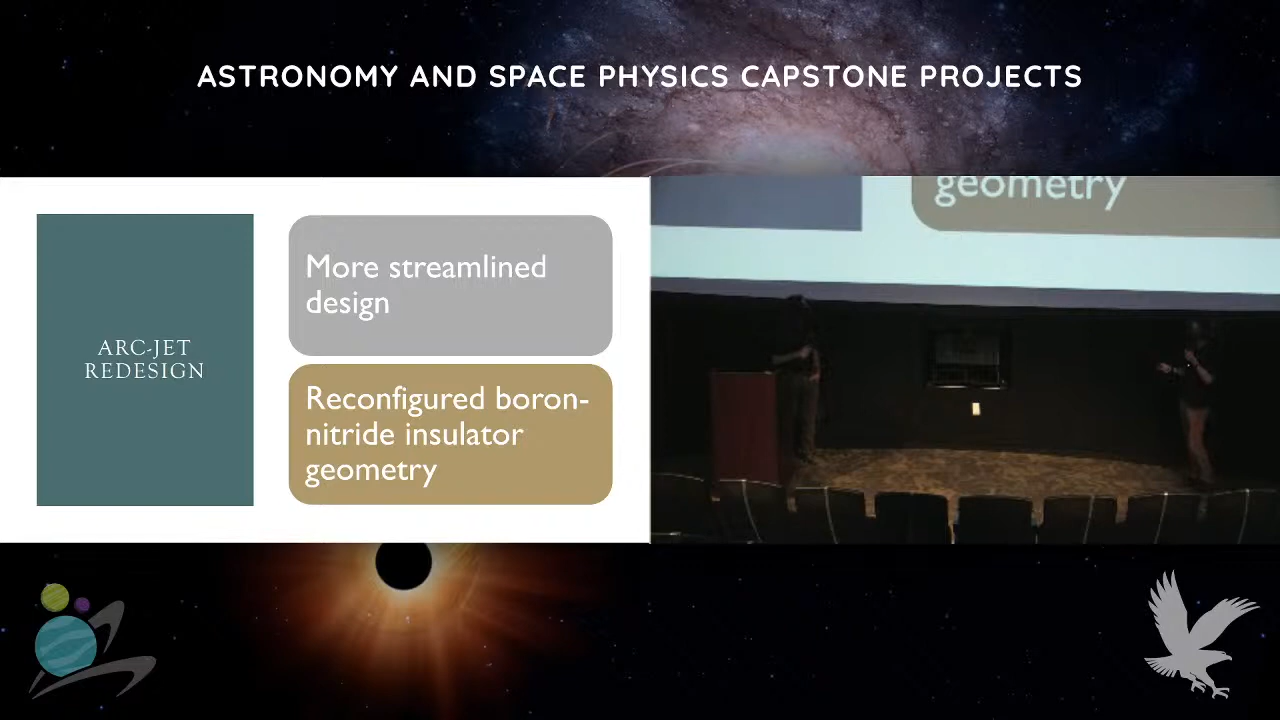 ASTRONOMY AND SPACE PHYSICS CAPSTONE PROJECTS
ARC-JET
REDESIGN
More streamlined
design
Reconfigured boron-
nitride insulator
geometry
geometry